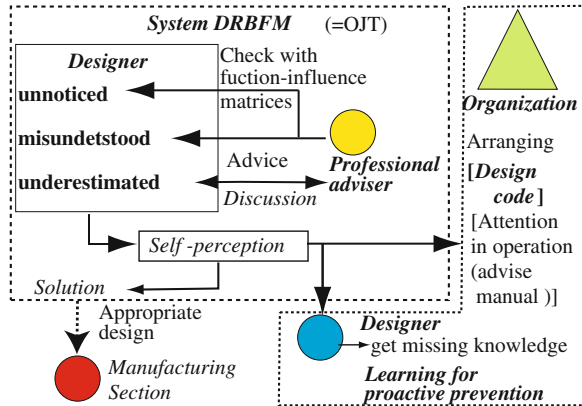 System DRBFM (=OJT)
Designer
Check with
fuction-influence
matrices
unnoticed
misundetstood
underestimated
Advice
Discussion
Professional
adviser
Self -perception
Solution
Appropriate
design
Manufacturing
Section
Organization
Arranging
[Design
code]
[Attention
in operation
(advise
manual )]
Designer
get missing knowledge
Learning for
proactive prevention